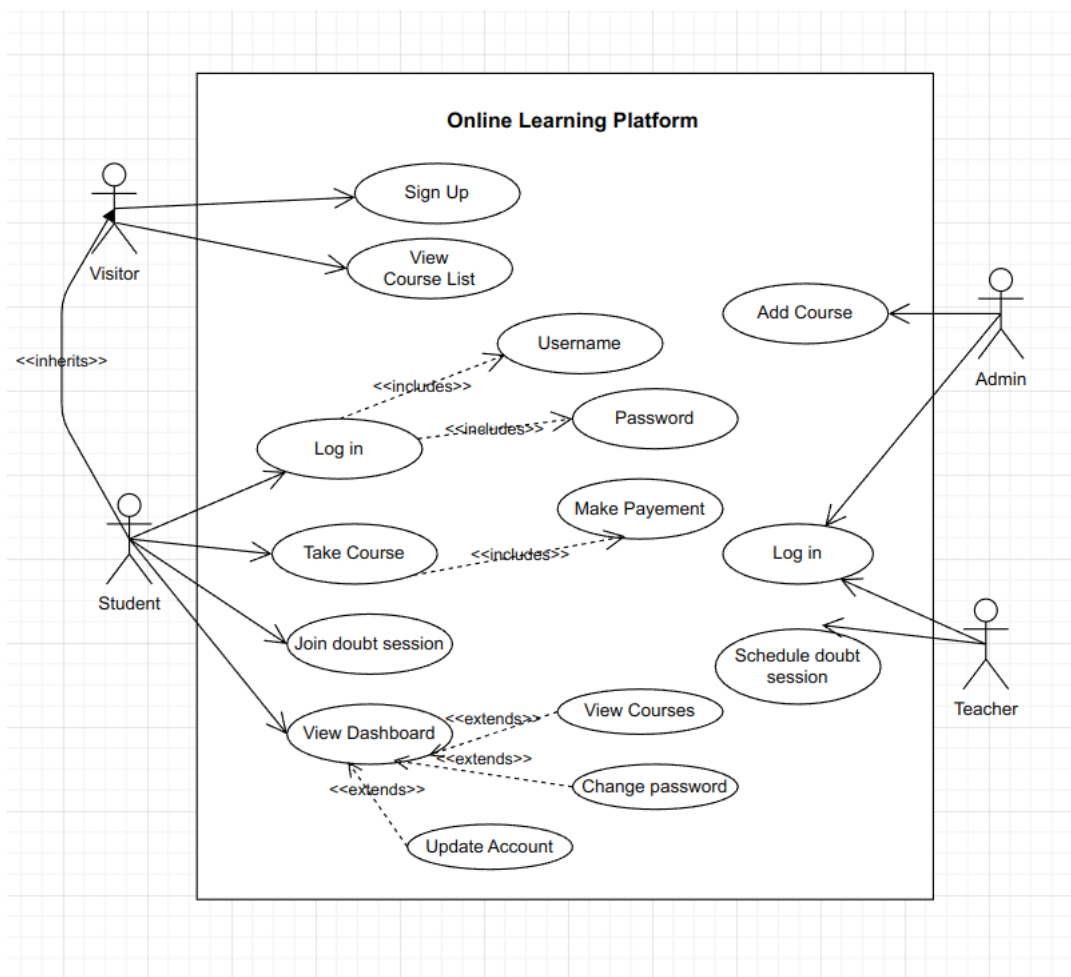 Online Learning Platform
Sign Up
View
Course List
Visitor
Add Course
Username
<<inherits>>
Admin
<<includes>>
Password
<<includes>>
Log in
Make Payement
Take Course
<<includes>>
Log in
Student
Join doubt session
Schedule doubt
session
Teacher
View Courses
<<extends>>
View Dashboard
<<extends>>
Change password
<<extends>>
Update Account